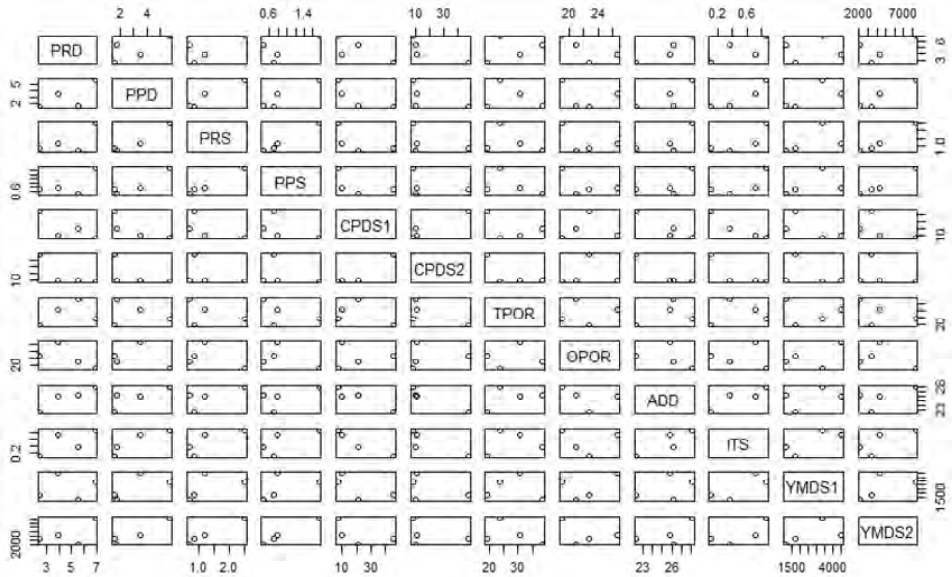 2 4 0.6 1.4 10 30 20 24 0.2 0.6 2000 7000
PRD 3 6
2 5 PPD
PRS 1.0
0.6 PPS
CPDS1 10
10 CPDS2
TPOR 20
20 OPOR
ADD 23 28
0.2 ITS
YMDS1 1500
2000 YMDS2
3 5 7 1.0 2.0 10 30 20 30 23 26 1500 4000